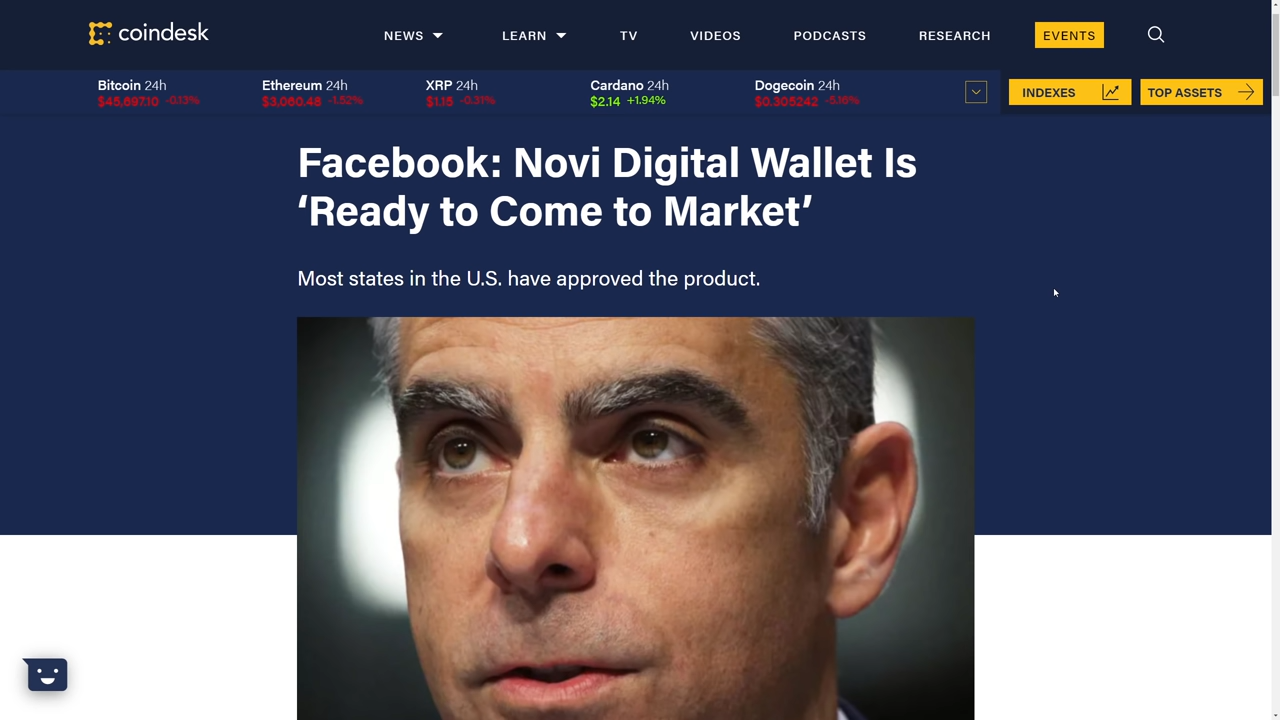 coindesk
NEWS
LEARN
TV
VIDEOS
PODCASTS
RESEARCH
EVENTS
Bitcoin 24h
$45,697.10 -0.13%
Ethereum 24h
$3,060.48 -1.52%
XRP 24h
$1.15 -0.31%
Cardano 24h
$2.14 +1.94%
Dogecoin 24h
$0.305242 -5.16%
INDEXES
TOP ASSETS
Facebook: Novi Digital Wallet Is
‘Ready to Come to Market’
Most states in the U.S. have approved the product.